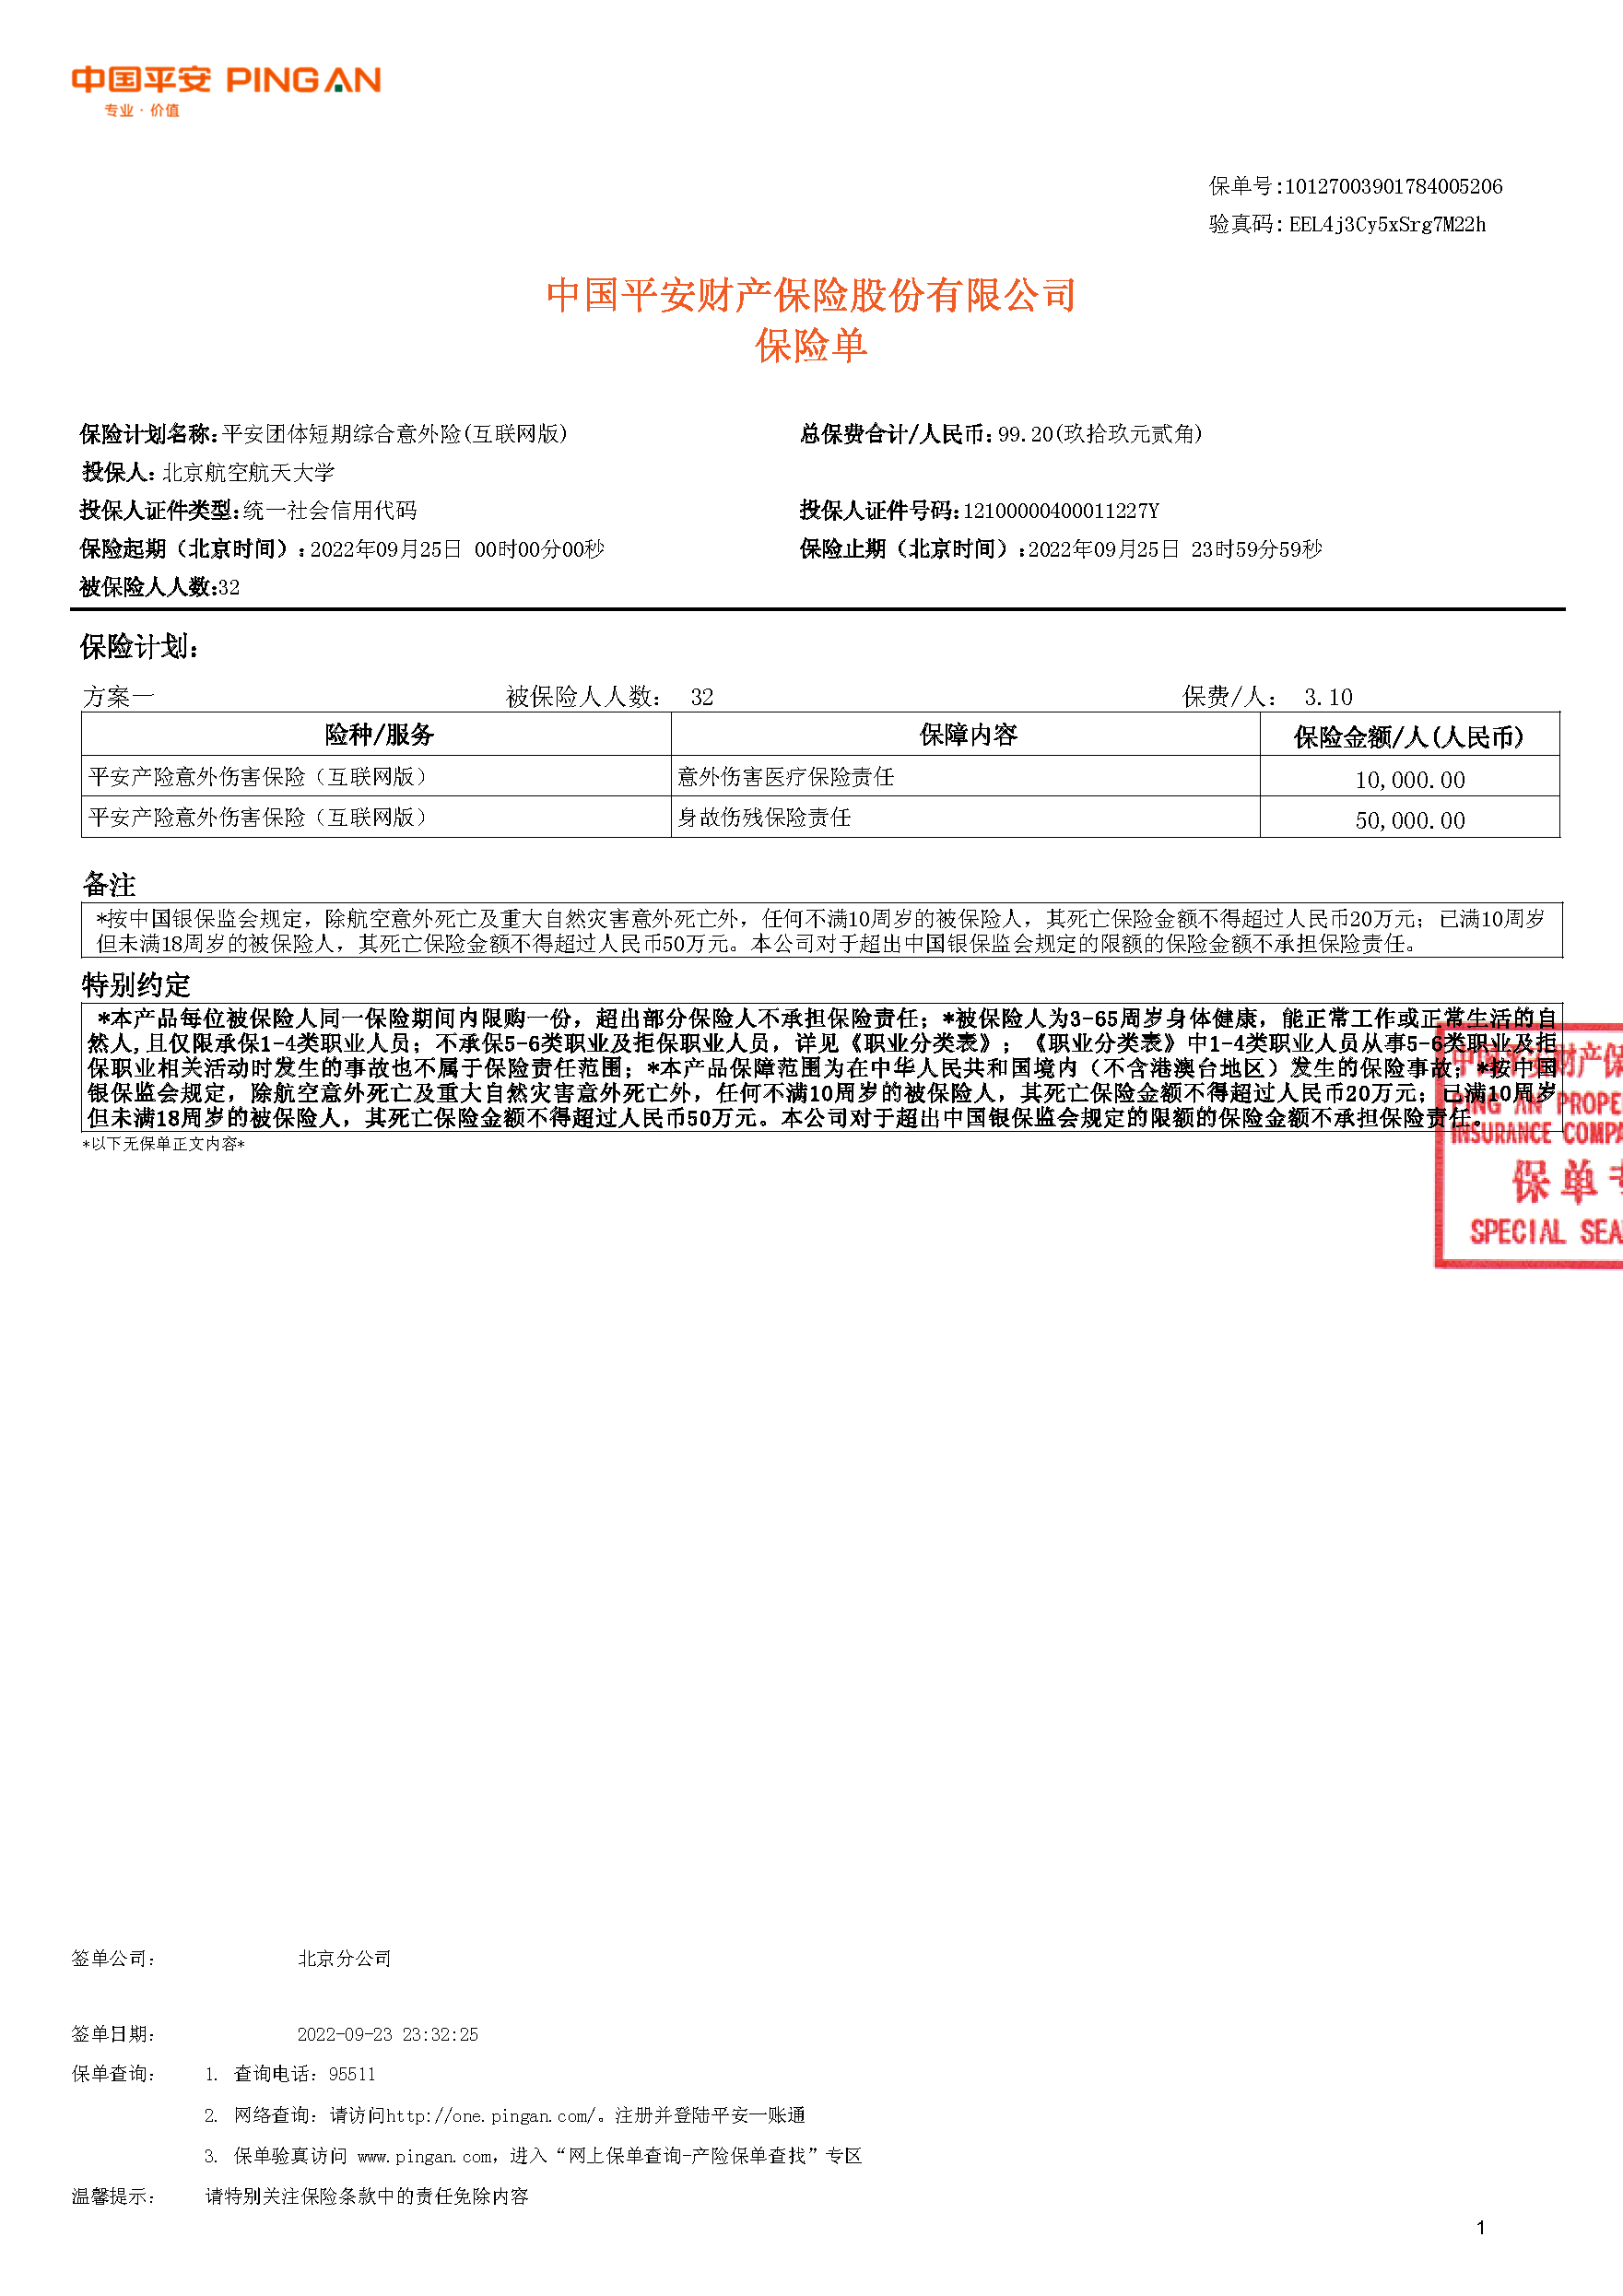 中国平安 PINGAN
专业·价值
保单号:10127003901784005206
验真码:EEL4j3Cy5xSrg7M22h
中国平安财产保险股份有限公司
保险单
保险计划名称:平安团体短期综合意外险(互联网版) 总保费合计/人民币:99.20(玖拾玖元贰角)
投保人:北京航空航天大学
投保人证件类型:统一社会信用代码 投保人证件号码:12100000400011227Y
保险起期（北京时间）:2022年09月25日 00时00分00秒 保险止期（北京时间）:2022年09月25日 23时59分59秒
被保险人人数:32
保险计划:
方案一 被保险人人数: 32 保费/人: 3.10
险种/服务 保障内容 保险金额/人(人民币)
平安产险意外伤害保险（互联网版） 意外伤害医疗保险责任 10,000.00
平安产险意外伤害保险（互联网版） 身故伤残保险责任 50,000.00
备注
*按中国银保监会规定，除航空意外死亡及重大自然灾害意外死亡外，任何不满10周岁的被保险人，其死亡保险金额不得超过人民币20万元；已满10周岁
但未满18周岁的被保险人，其死亡保险金额不得超过人民币50万元。本公司对于超出中国银保监会规定的限额的保险金额不承担保险责任。
特别约定
*本产品每位被保险人同一保险期间内限购一份，超出部分保险人不承担保险责任；*被保险人为3-65周岁身体健康，能正常工作或正常生活的自
然人,且仅限承保1-4类职业人员；不承保5-6类职业及拒保职业人员，详见《职业分类表》；《职业分类表》中1-4类职业人员从事5-6类职业及拒
保职业相关活动时发生的事故也不属于保险责任范围；*本产品保障范围为在中华人民共和国境内（不含港澳台地区）发生的保险事故；*按中国
银保监会规定，除航空意外死亡及重大自然灾害意外死亡外，任何不满10周岁的被保险人，其死亡保险金额不得超过人民币20万元；已满10周岁
但未满18周岁的被保险人，其死亡保险金额不得超过人民币50万元。本公司对于超出中国银保监会规定的限额的保险金额不承担保险责任。
*以下无保单正文内容*
中国平安财产保
PING AN PROPE
INSURANCE COMPA
保单
SPECIAL SEA
签单公司: 北京分公司
签单日期: 2022-09-23 23:32:25
保单查询: 1. 查询电话：95511
2. 网络查询：请访问http://one.pingan.com/。注册并登陆平安一账通
3. 保单验真访问 www.pingan.com，进入“网上保单查询-产险保单查找”专区
温馨提示: 请特别关注保险条款中的责任免除内容
1